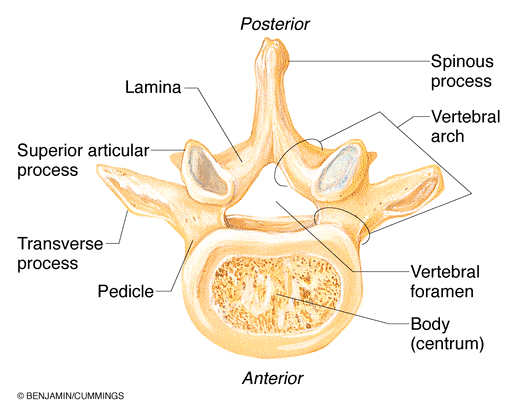 Posterior
Spinous
process
Lamina
Vertebral
arch
Superior articular
process
Transverse
process
Pedicle
Vertebral
foramen
Body
(centrum)
Anterior
© BENJAMIN/CUMMINGS